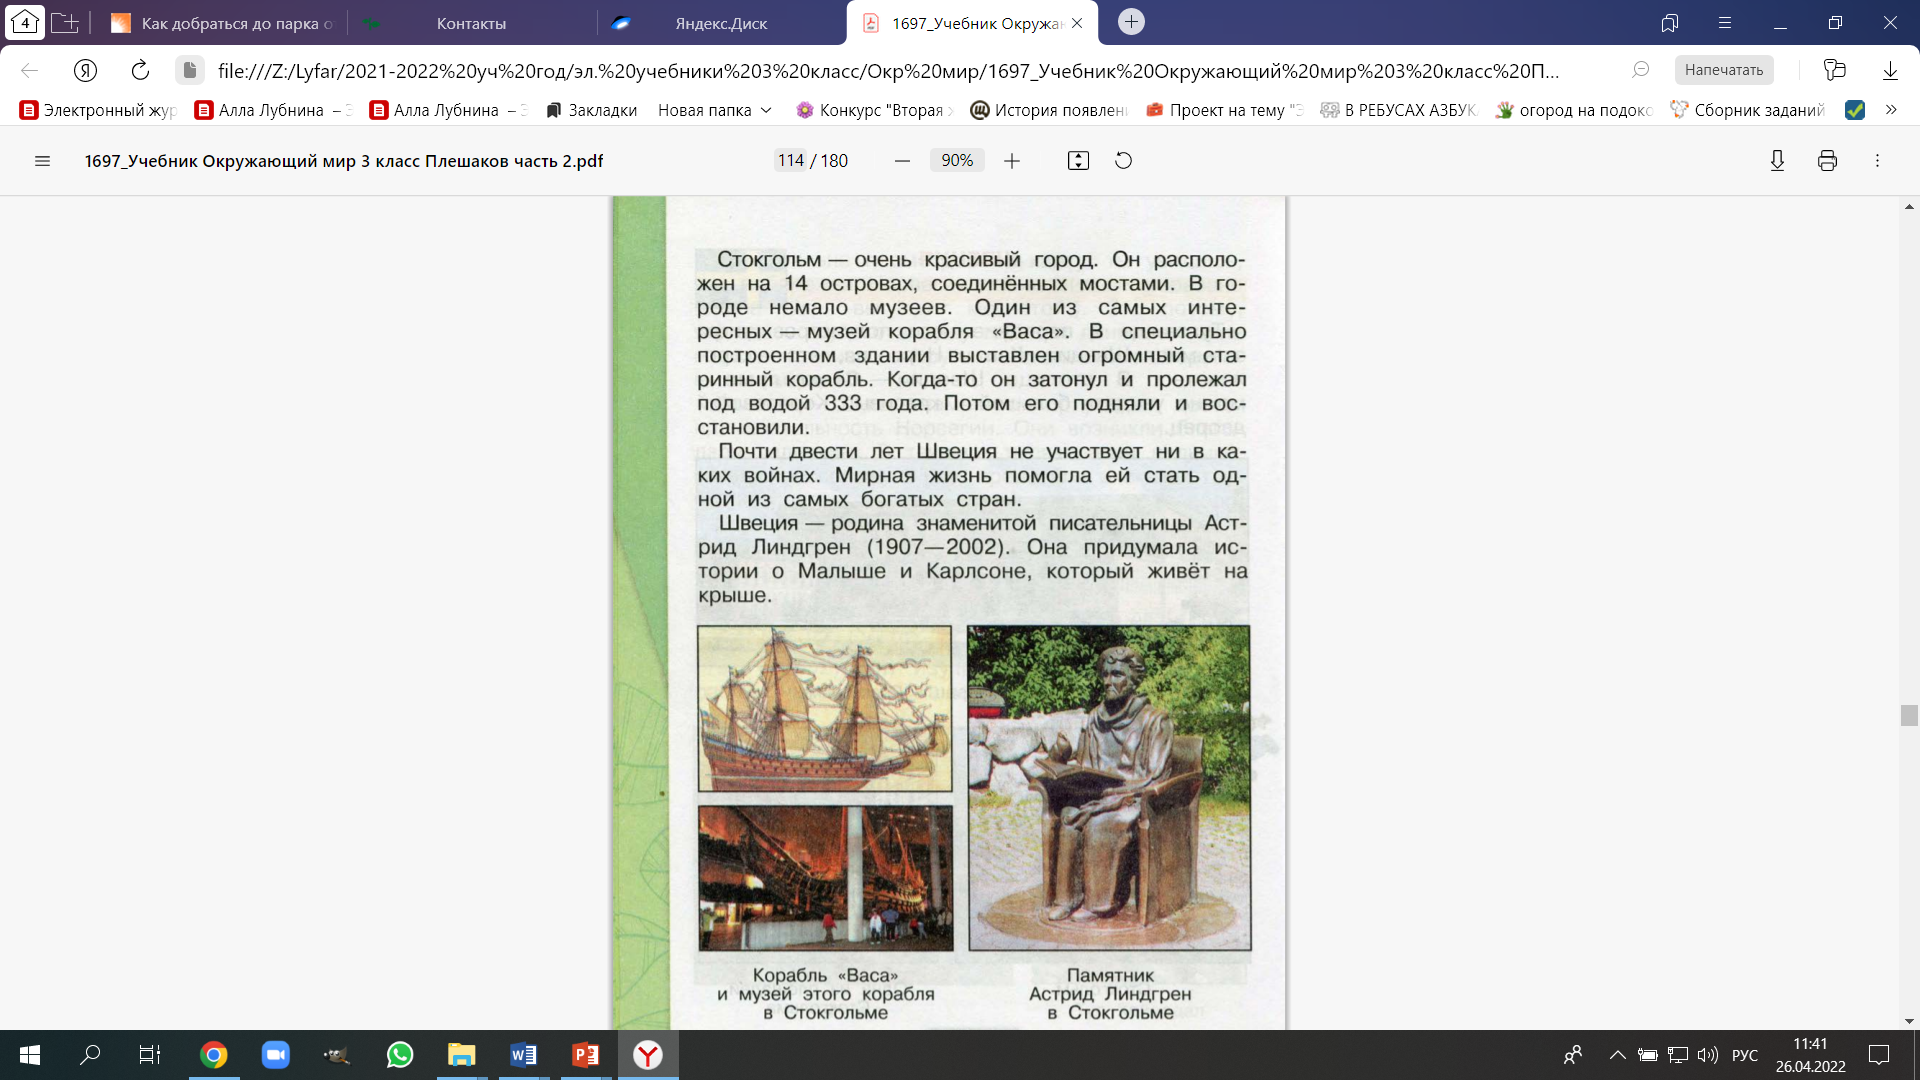 4
Как добраться до парка о
Контакты
Яндекс.Диск
1697_Учебник Окружаю
file:///Z:/Lyfar/2021-2022%20уч%20год/эл.%20учебники%203%20класс/Окр%20мир/1697_Учебник%20Окружающий%20мир%203%20класс%20П...
Напечатать
Электронный жур
Алла Лубнина – Э
Алла Лубнина – Э
Закладки
Новая папка
Конкурс "Вторая ж
История появлени
Проект на тему "Э
В РЕБУСАХ АЗБУК
огород на подоко
Сборник заданий
»
1697_Учебник Окружающий мир 3 класс Плешаков часть 2.pdf
114 / 180
90%
Стокгольм — очень красивый город. Он располо-
жен на 14 островах, соединённых мостами. В го-
роде немало музеев. Один из самых инте-
ресных — музей корабля «Васа». В специально
построенном здании выставлен огромный ста-
ринный корабль. Когда-то он затонул и пролежал
под водой 333 года. Потом его подняли и вос-
становили.
Почти двести лет Швеция не участвует ни в ка-
ких войнах. Мирная жизнь помогла ей стать од-
ной из самых богатых стран.
Швеция — родина знаменитой писательницы Аст-
рид Линдгрен (1907—2002). Она придумала ис-
тории о Малыше и Карлсоне, который живёт на
крыше.
Корабль «Васа»
и музей этого корабля
в Стокгольме
Памятник
Астрид Линдгрен
в Стокгольме
РУС
11:41
26.04.2022